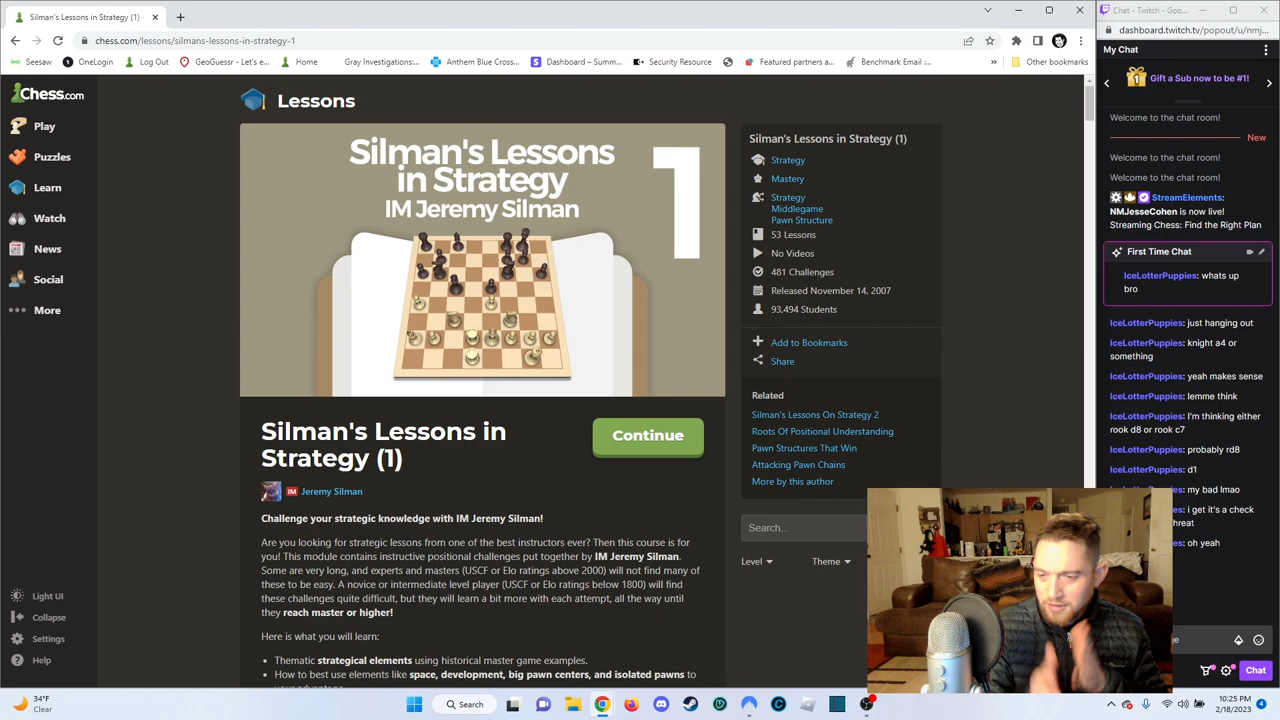 Silman's Lessons in Strategy (1)
Chat - Twitch - Goo...
chess.com/lessons/silmans-lessons-in-strategy-1
dashboard.twitch.tv/popout/u/nmj...
Seesaw
OneLogin
Log Out
GeoGuessr - Let's e...
Home
Gray Investigations:...
Anthem Blue Cross...
Dashboard – Summ...
Security Resource
Featured partners a...
Benchmark Email :...
»
Other bookmarks
Chess.com
Play
Puzzles
Learn
Watch
News
Social
More
Light UI
Collapse
Settings
Help
Lessons
Silman's Lessons
in Strategy
IM Jeremy Silman
1
Silman's Lessons in
Strategy (1)
Continue
IM Jeremy Silman
Challenge your strategic knowledge with IM Jeremy Silman!
Are you looking for strategic lessons from one of the best instructors ever? Then this course is for
you! This module contains instructive positional challenges put together by IM Jeremy Silman.
Some are very long, and experts and masters (USCF or Elo ratings above 2000) will not find many of
these to be easy. A novice or intermediate level player (USCF or Elo ratings below 1800) will find
these challenges quite difficult, but they will learn a bit more with each attempt, all the way until
they reach master or higher!
Here is what you will learn:
• Thematic strategical elements using historical master game examples.
• How to best use elements like space, development, big pawn centers, and isolated pawns to
your advantage.
Silman's Lessons in Strategy (1)
Strategy
Mastery
Strategy
Middlegame
Pawn Structure
53 Lessons
No Videos
481 Challenges
Released November 14, 2007
93,494 Students
Add to Bookmarks
Share
Related
Silman's Lessons On Strategy 2
Roots Of Positional Understanding
Pawn Structures That Win
Attacking Pawn Chains
More by this author
Search...
Level
Theme
My Chat
1
Gift a Sub now to be #1!
Welcome to the chat room!
New
Welcome to the chat room!
Welcome to the chat room!
StreamElements:
NMJesseCohen is now live!
Streaming Chess: Find the Right Plan
First Time Chat
IceLotterPuppies: whats up
bro
IceLotterPuppies: just hanging out
IceLotterPuppies: knight a4 or
something
IceLotterPuppies: yeah makes sense
IceLotterPuppies: lemme think
IceLotterPuppies: I'm thinking either
rook d8 or rook c7
IceLotterPuppies: probably rd8
IceLotterPuppies: d1
IceLotterPuppies: my bad lmao
: i get it's a check
: oh yeah
Chat
34°F
Clear
Search
10:25 PM
2/18/2023